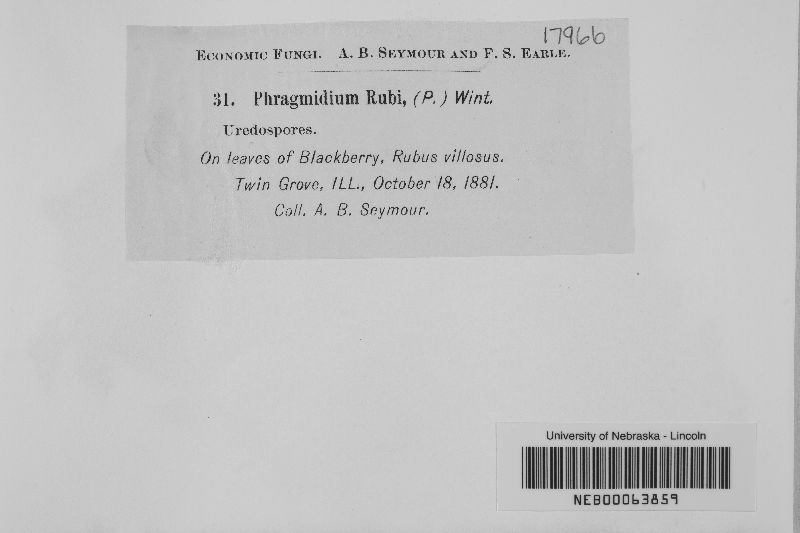 17966
ECONOMIC FUNGI. A. B. SEYMOUR AND F. S. EARLE.
31. Phragmidium Rubi, (P.) Wint.
Uredospores.
On leaves of Blackberry, Rubus villosus.
Twin Grove, ILL., October 18, 1881.
Coll. A. B. Seymour.
University of Nebraska - Lincoln
NEB00063859